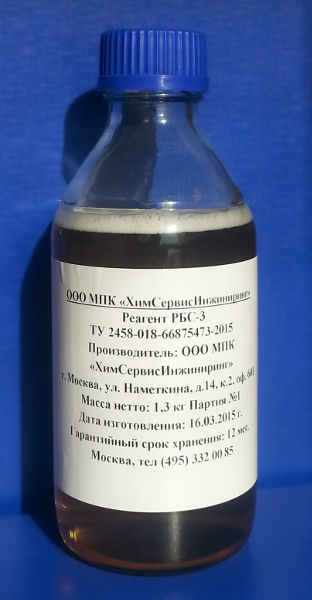 ООО МПК «ХимСервисИнжиниринг»
Реагент РБС-3
ТУ 2458-018-66875473-2015
Производитель: ООО МПК
«ХимСервисИнжиниринг»
г. Москва, ул. Наметкина, д.14, к.2, оф. 601
Масса нетто: 1,3 кг Партия №1
Дата изготовления: 16.03.2015 г.
Гарантийный срок хранения: 12 мес.
Москва, тел (495) 332 00 85